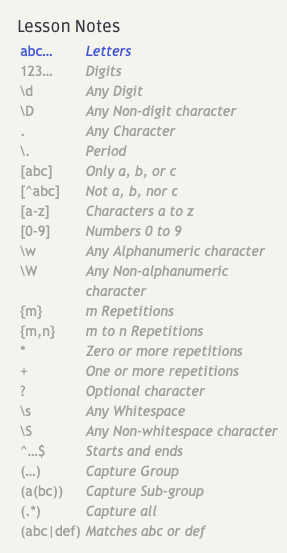 Lesson Notes
abc… Letters
123… Digits
\d Any Digit
\D Any Non-digit character
. Any Character
\. Period
[abc] Only a, b, or c
[^abc] Not a, b, nor c
[a-z] Characters a to z
[0-9] Numbers 0 to 9
\w Any Alphanumeric character
\W Any Non-alphanumeric
character
{m} m Repetitions
{m,n} m to n Repetitions
* Zero or more repetitions
+ One or more repetitions
? Optional character
\s Any Whitespace
\S Any Non-whitespace character
^…$ Starts and ends
(…) Capture Group
(a(bc)) Capture Sub-group
(.*) Capture all
(abc|def) Matches abc or def